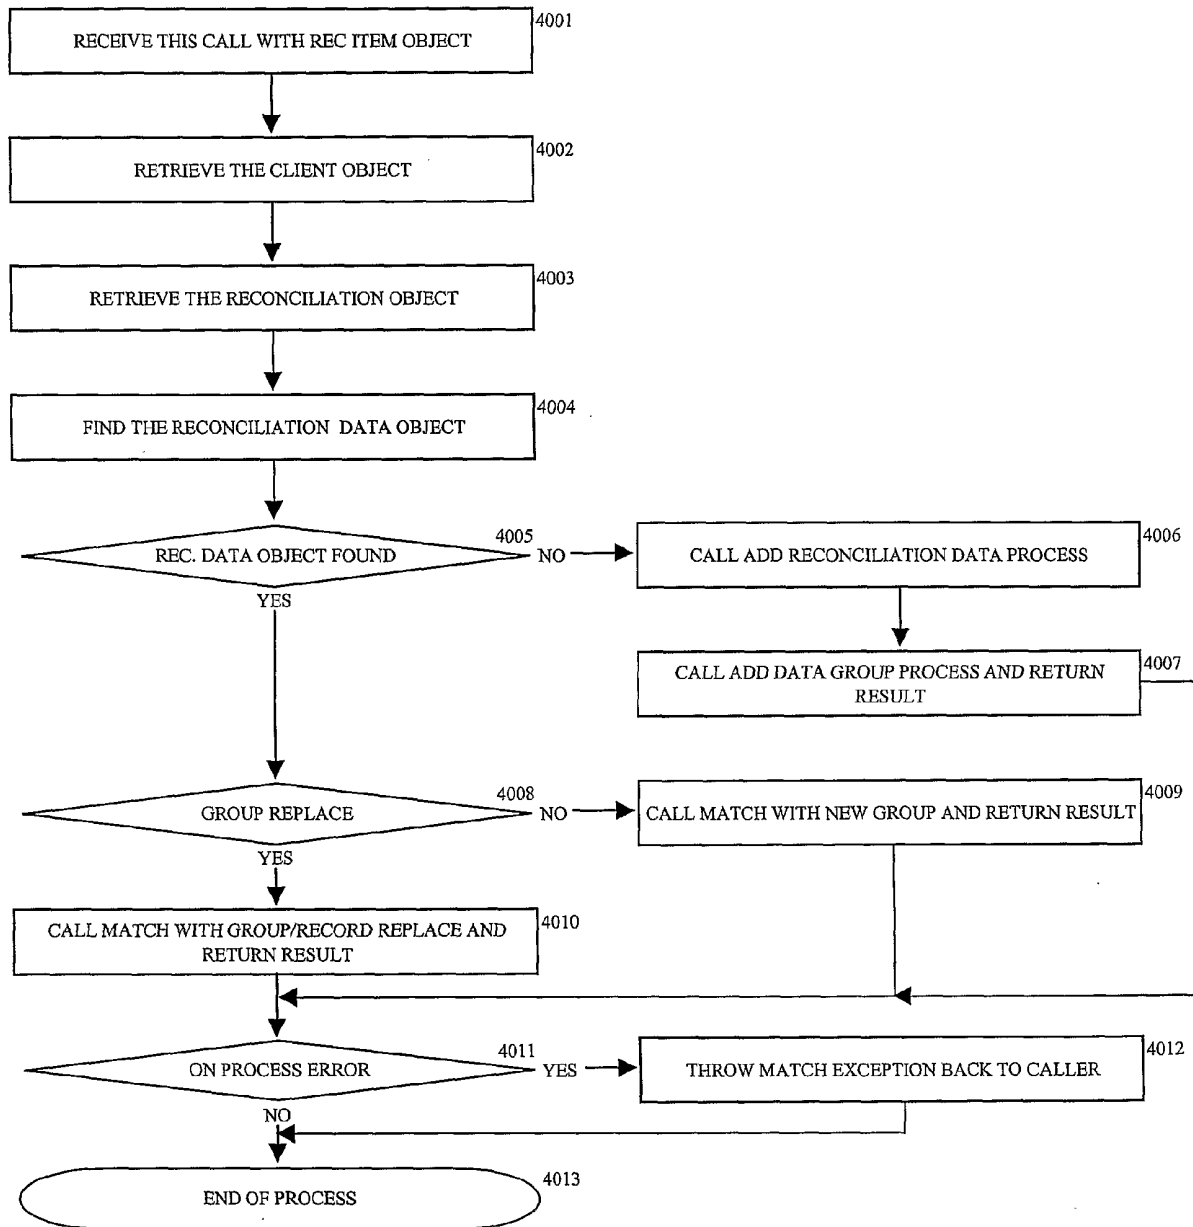 4001
RECEIVE THIS CALL WITH REC ITEM OBJECT
4002
RETRIEVE THE CLIENT OBJECT
4003
RETRIEVE THE RECONCILIATION OBJECT
4004
FIND THE RECONCILIATION DATA OBJECT
4005
REC. DATA OBJECT FOUND
NO
YES
4006
CALL ADD RECONCILIATION DATA PROCESS
4007
CALL ADD DATA GROUP PROCESS AND RETURN
RESULT
4008
GROUP REPLACE
NO
YES
4009
CALL MATCH WITH NEW GROUP AND RETURN RESULT
4010
CALL MATCH WITH GROUP/RECORD REPLACE AND
RETURN RESULT
4011
ON PROCESS ERROR
YES
NO
4012
THROW MATCH EXCEPTION BACK TO CALLER
4013
END OF PROCESS